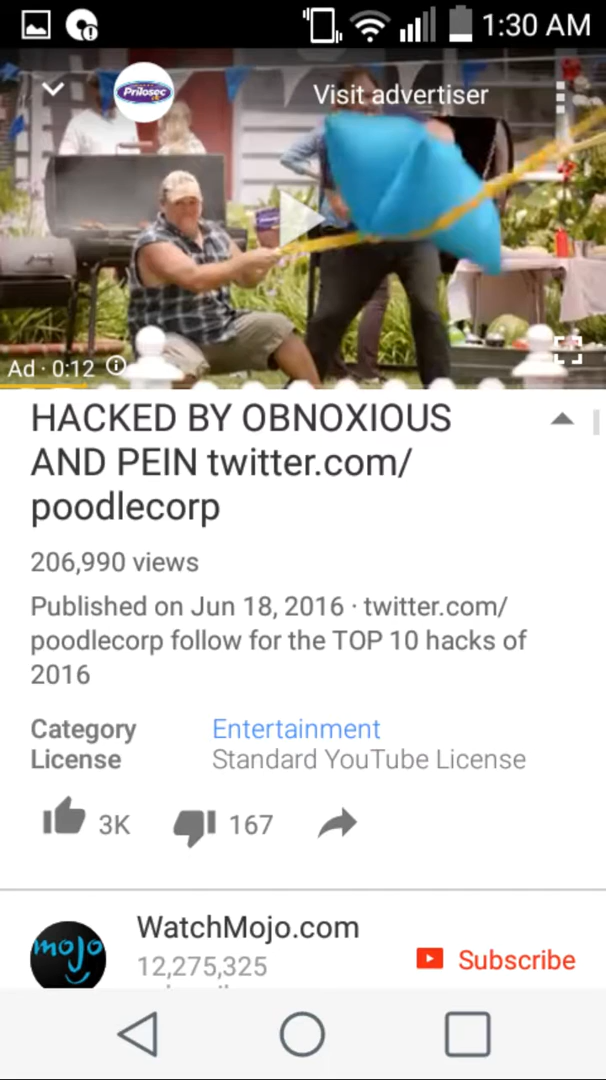 1:30 AM
Prilosec
Visit advertiser
Ad · 0:12
HACKED BY OBNOXIOUS
AND PEIN twitter.com/
poodlecorp
206,990 views
Published on Jun 18, 2016 · twitter.com/
poodlecorp follow for the TOP 10 hacks of
2016
Category Entertainment
License Standard YouTube License
3K 167
mojo
WatchMojo.com
12,275,325
Subscribe